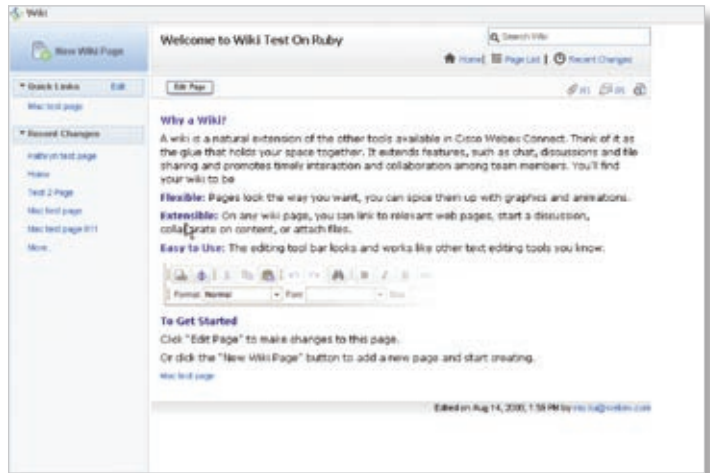 Wiki
New Wiki Page
Welcome to Wiki Test On Ruby
Search Wiki
Home | Page List | Recent Changes
Quick Links Edit
Mac test page
Recent Changes
Kathryn test page
Home
Test 2 Page
Mac test page
Mac test page 911
More...
Edit Page
Why a Wiki?
A wiki is a natural extension of the other tools available in Cisco Webex Connect. Think of it as
the glue that holds your space together. It extends features, such as chat, discussions and file
sharing and promotes timely interaction and collaboration among team members. You'll find
your wiki to be
Flexible: Pages look the way you want, you can spice them up with graphics and animations.
Extensible: On any wiki page, you can link to relevant web pages, start a discussion,
collaborate on content, or attach files.
Easy to Use: The editing tool bar looks and works like other text editing tools you know.
Format Normal Font Size
To Get Started
Click "Edit Page" to make changes to this page.
Or click the "New Wiki Page" button to add a new page and start creating.
Mac test page
Edited on Aug 14, 1:58 PM by